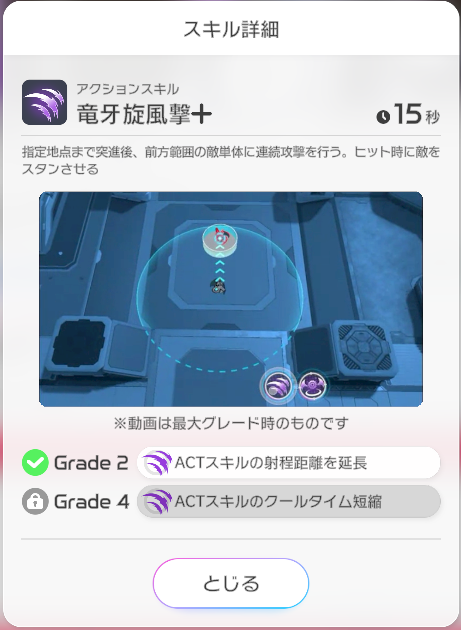 スキル詳細
アクションスキル
竜牙旋風撃＋
15秒
指定地点まで突進後、前方範囲の敵単体に連続攻撃を行う。ヒット時に敵を
スタンさせる
※動画は最大グレード時のものです
Grade 2 ACTスキルの射程距離を延長
Grade 4 ACTスキルのクールタイム短縮
とじる